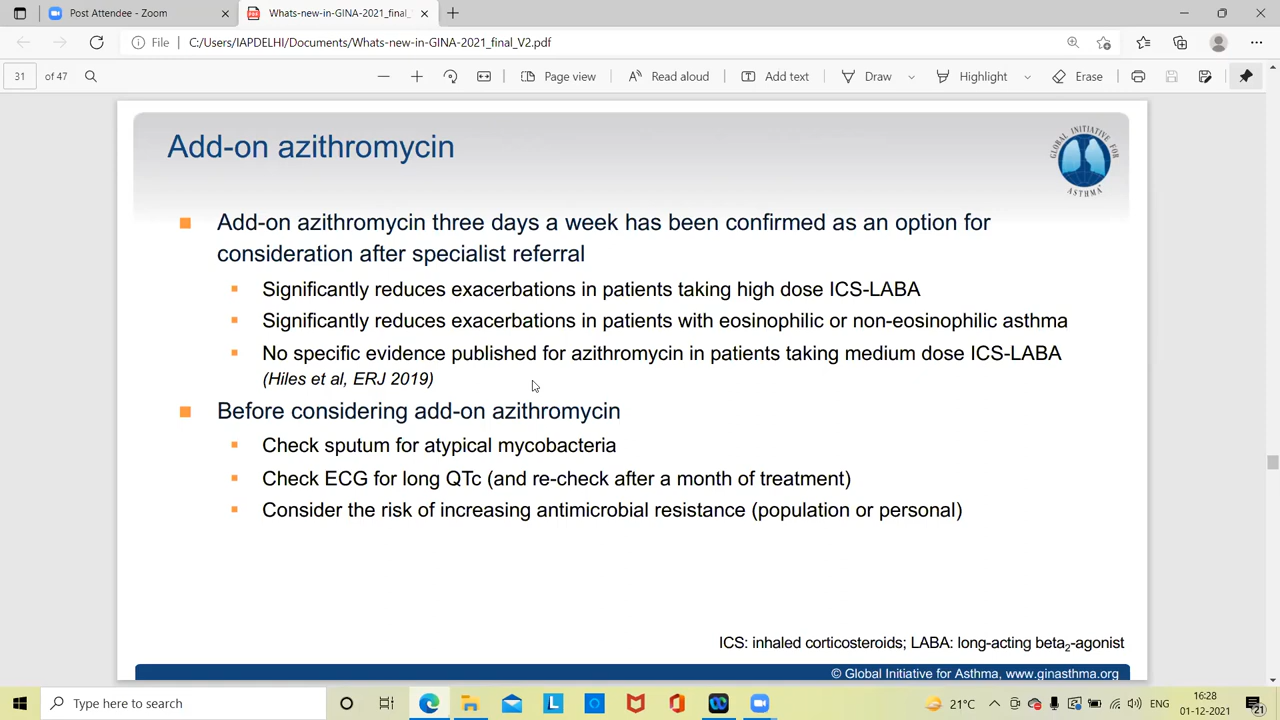 Post Attendee - Zoom
Whats-new-in-GINA-2021_final_
File
C:/Users/IAPDELHI/Documents/Whats-new-in-GINA-2021_final_V2.pdf
31 of 47
Page view
Read aloud
Add text
Draw
Highlight
Erase
Add-on azithromycin
GLOBAL INITIATIVE FOR ASTHMA
Add-on azithromycin three days a week has been confirmed as an option for
consideration after specialist referral
Significantly reduces exacerbations in patients taking high dose ICS-LABA
Significantly reduces exacerbations in patients with eosinophilic or non-eosinophilic asthma
No specific evidence published for azithromycin in patients taking medium dose ICS-LABA
(Hiles et al, ERJ 2019)
Before considering add-on azithromycin
Check sputum for atypical mycobacteria
Check ECG for long QTc (and re-check after a month of treatment)
Consider the risk of increasing antimicrobial resistance (population or personal)
ICS: inhaled corticosteroids; LABA: long-acting beta2-agonist
© Global Initiative for Asthma, www.ginasthma.org
Type here to search
21°C
ENG
16:28
01-12-2021
21